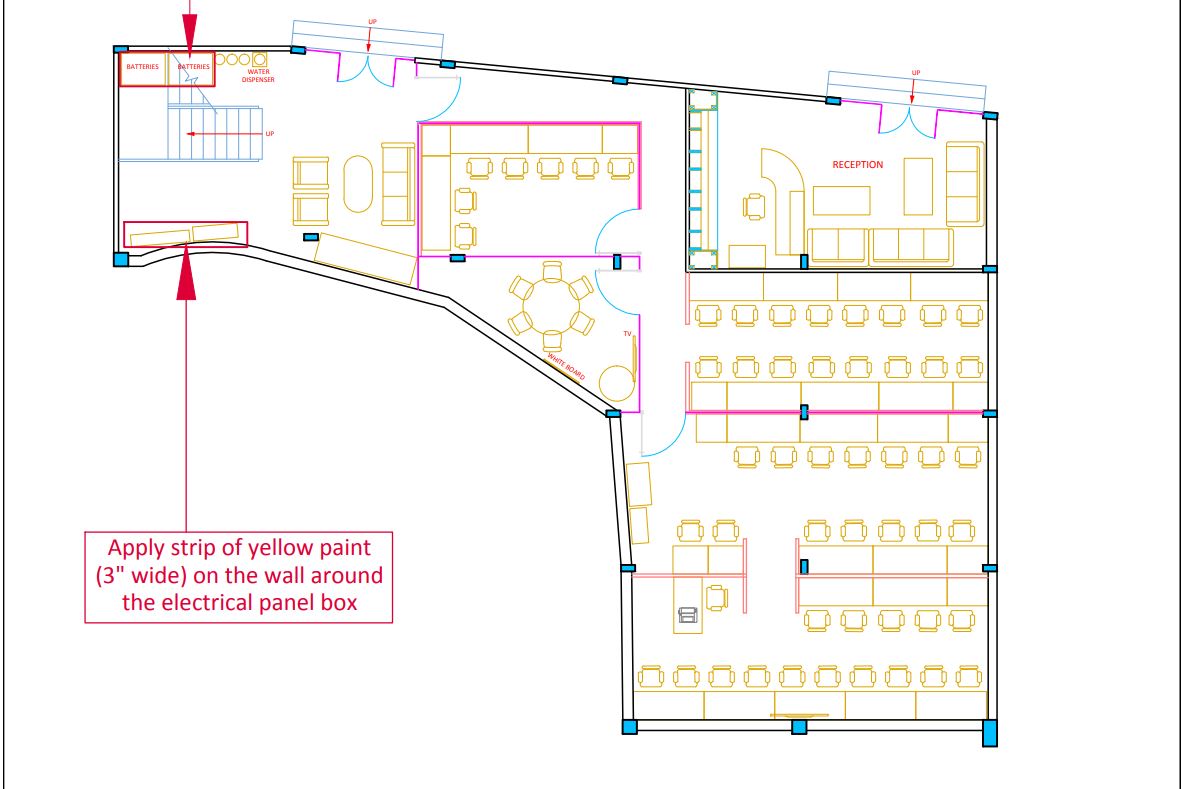 UP
UP
BATTERIES
BATTERIES
WATER
DISPENSER
UP
RECEPTION
TV
WHITE BOARD
Apply strip of yellow paint
(3" wide) on the wall around
the electrical panel box